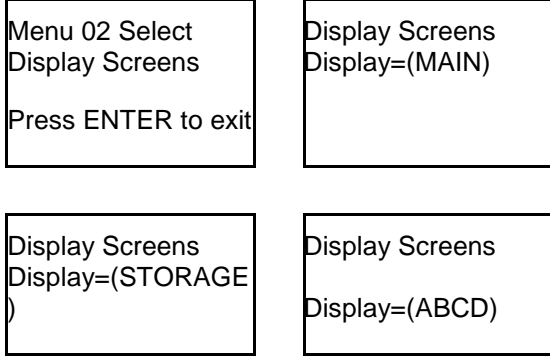 Menu 02 Select
Display Screens
Press ENTER to exit
Display Screens
Display=(MAIN)
Display Screens
Display=(STORAGE
)
Display Screens
Display=(ABCD)